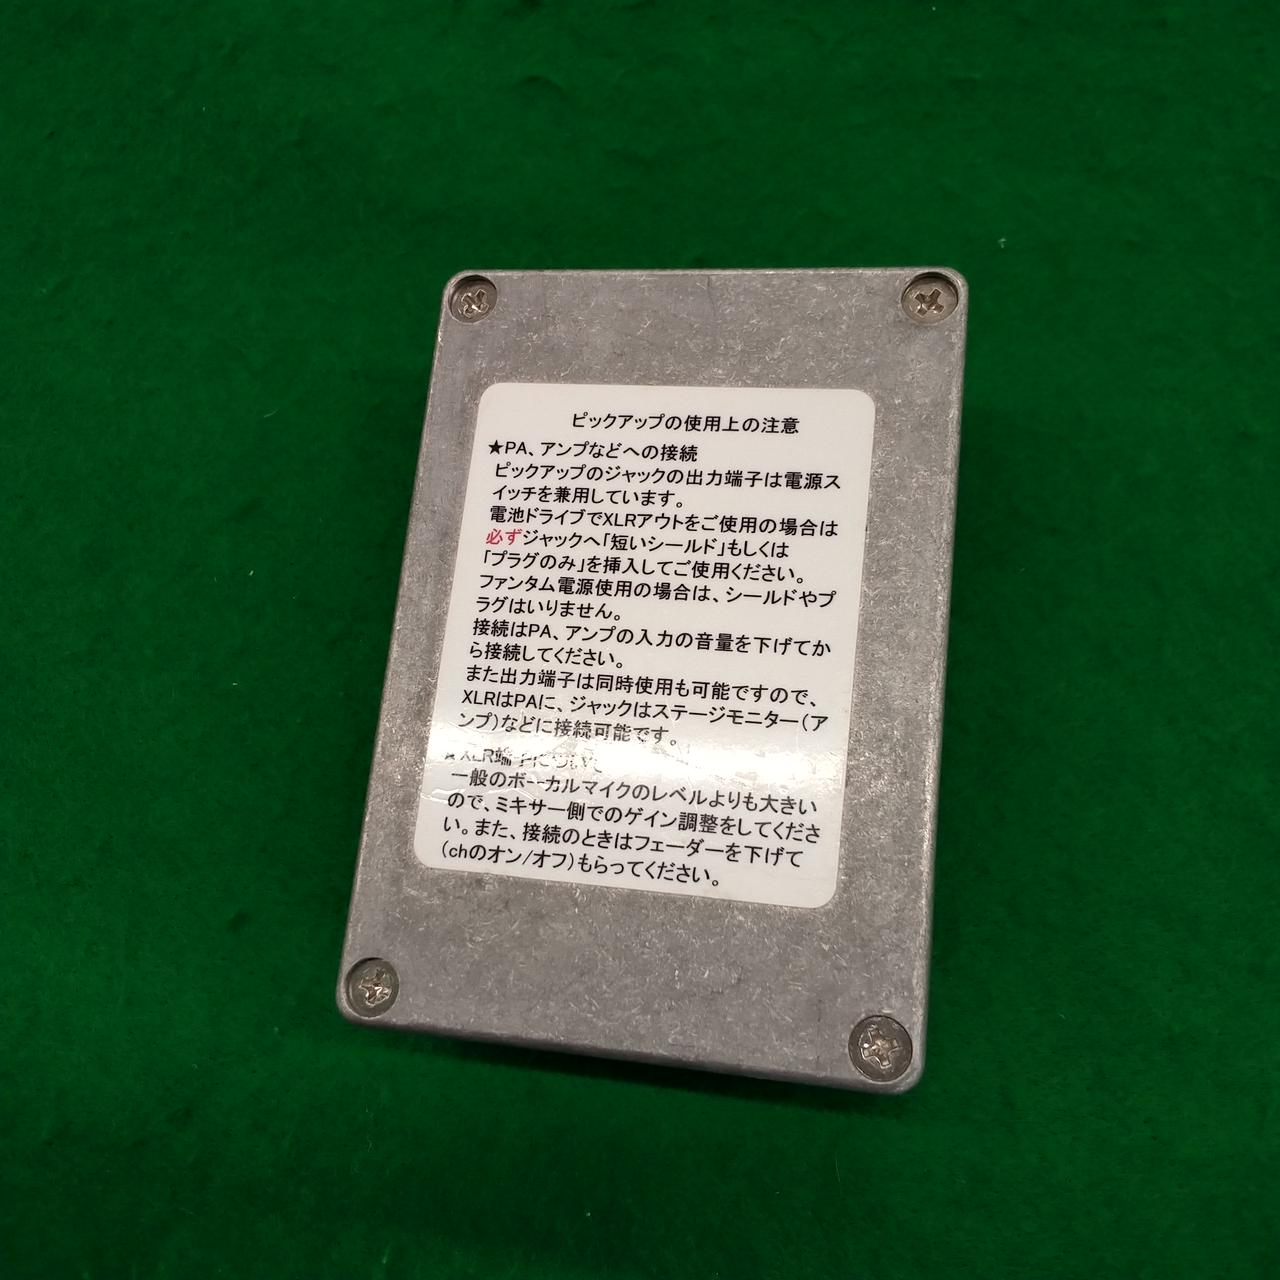 ピックアップの使用上の注意
★PA、アンプなどへの接続
ピックアップのジャックの出力端子は電源ス
イッチを兼用しています。
電池ドライブでXLRアウトをご使用の場合は
必ずジャックへ「短いシールド」もしくは
「プラグのみ」を挿入してご使用ください。
ファンタム電源使用の場合は、シールドやプ
ラグはいりません。
接続はPA、アンプの入力の音量を下げてか
ら接続してください。
また出力端子は同時使用も可能ですので、
XLRはPAに、ジャックはステージモニター(ア
ンプ)などに接続可能です。
★XLR端子について
一般のボーカルマイクのレベルよりも大きい
ので、ミキサー側でのゲイン調整をしてくださ
い。また、接続のときはフェーダーを下げて
(chのオン/オフ)もらってください。